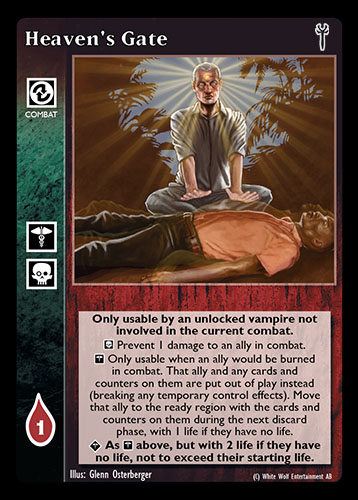 Heaven's Gate
COMBAT
Only usable by an unlocked vampire not
involved in the current combat.
Prevent 1 damage to an ally in combat.
Only usable when an ally would be burned
in combat. That ally and any cards and
counters on them are put out of play instead
(breaking any temporary control effects). Move
that ally to the ready region with the cards and
counters on them during the next discard
phase, with 1 life if they have no life.
As above, but with 2 life if they have
no life, not to exceed their starting life.
1
Illus: Glenn Osterberger
(C) White Wolf Entertainment AB